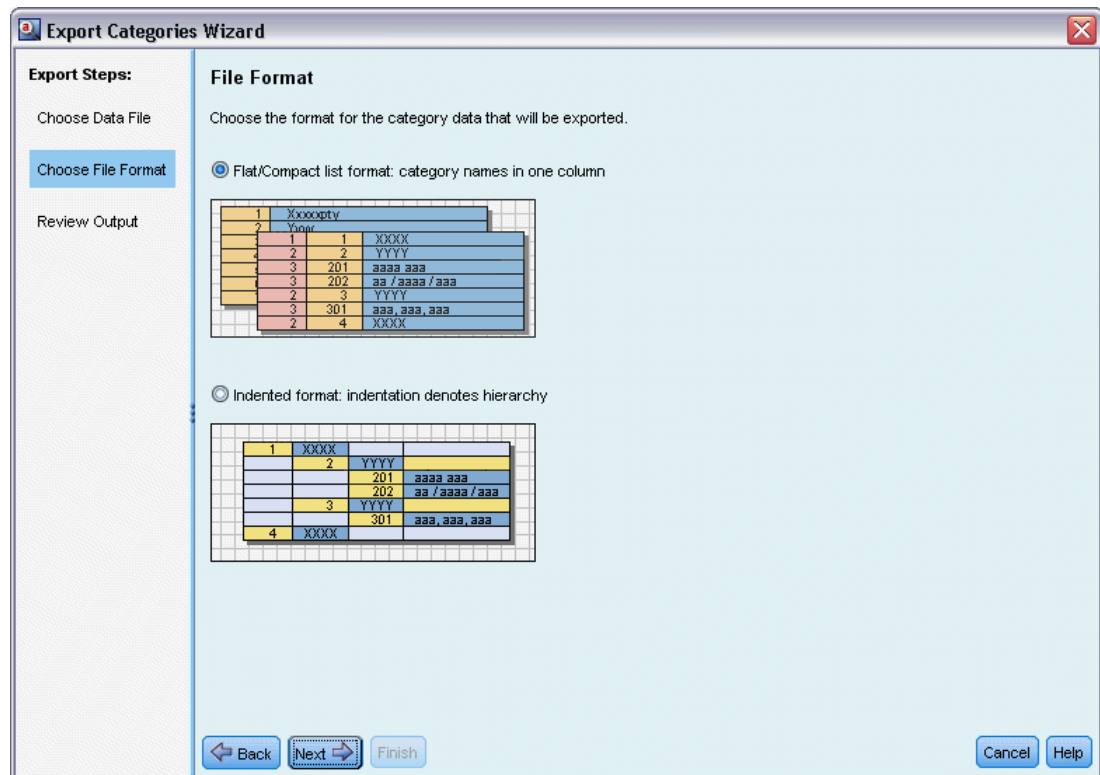 Export Categories Wizard
Export Steps:
Choose Data File
Choose File Format
Review Output
File Format
Choose the format for the category data that will be exported.
Flat/Compact list format: category names in one column
1 Xxxxxpty
2
1 1 XXXX
2 2 YYYY
3 201 aaaa aaa
3 202 aa / aaaa / aaa
2 3 YYYY
3 301 aaa, aaa, aaa
2 4 XXXX
Indented format: indentation denotes hierarchy
1 XXXX
2 YYYY
201 aaaa aaa
202 aa / aaaa / aaa
3 YYYY
301 aaa, aaa, aaa
4 XXXX
Back Next Finish Cancel Help